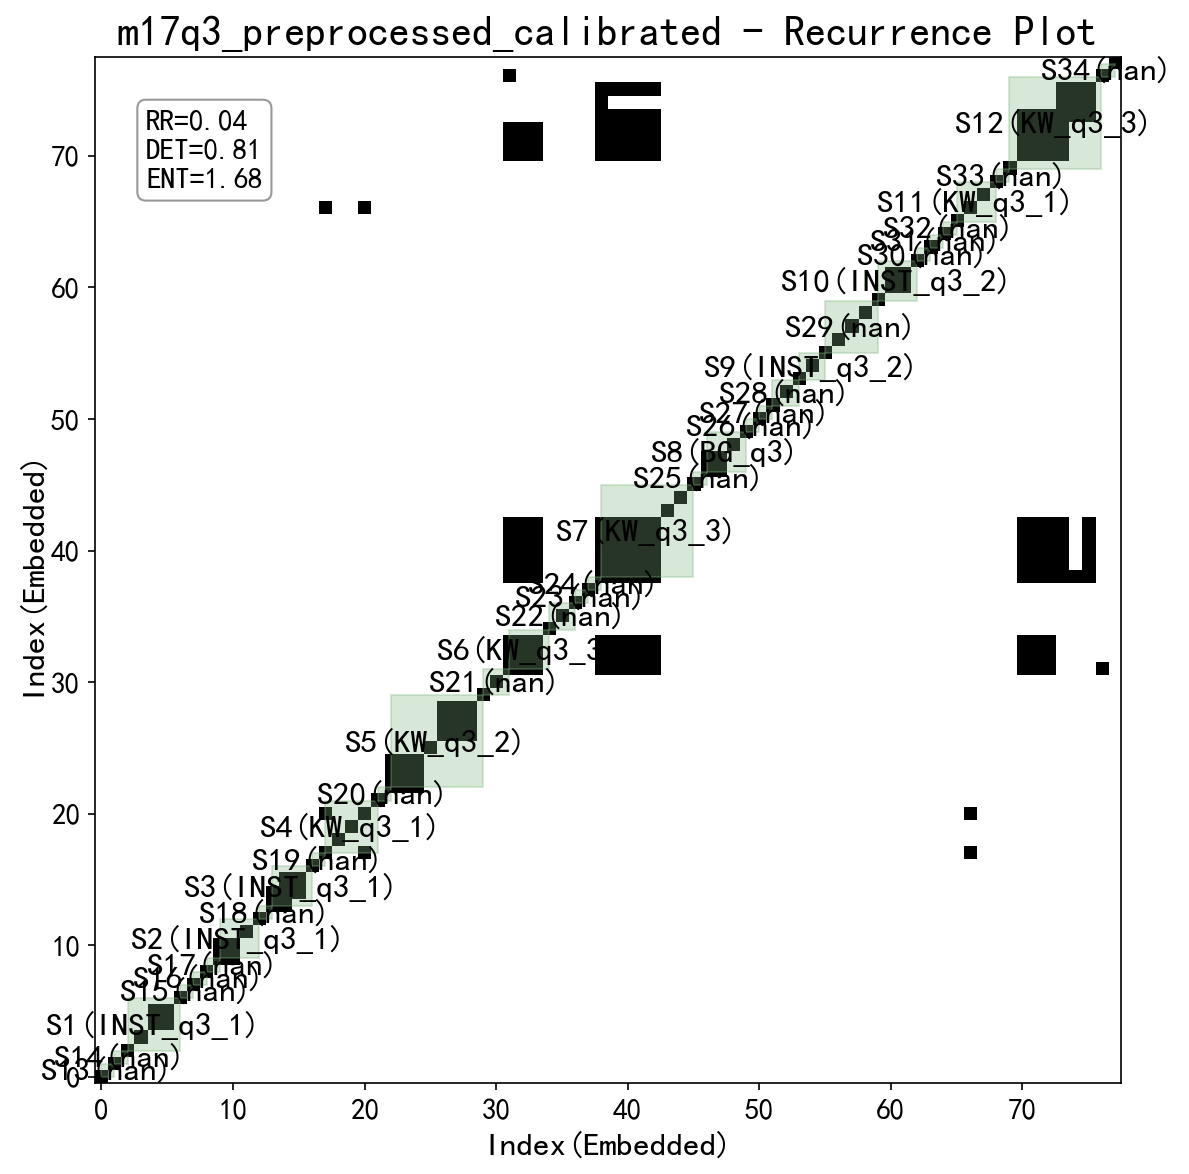 m17q3_preprocessed_calibrated - Recurrence Plot
RR=0.04
DET=0.81
ENT=1.68
S34(nan)
S12(KW_q3_3)
S33(nan)
S11(KW_q3_1)
S32(nan)
S31(nan)
S30(nan)
S10(INST_q3_2)
S29(nan)
S9(INST_q3_2)
S28(nan)
S27(nan)
S26(nan)
S8(BG_q3)
S25(nan)
S7(KW_q3_3)
S24(nan)
S23(nan)
S22(nan)
S6(KW_q3_3
S21(nan)
S5(KW_q3_2)
S20(nan)
S4(KW_q3_1)
S19(nan)
S3(INST_q3_1)
S18(nan)
S2(INST_q3_1)
S17(nan)
S16(nan)
S15(nan)
S1(INST_q3_1)
S14(nan)
S13(nan)
70
60
50
40
30
20
10
0
Index(Embedded)
0 10 20 30 40 50 60 70
Index(Embedded)